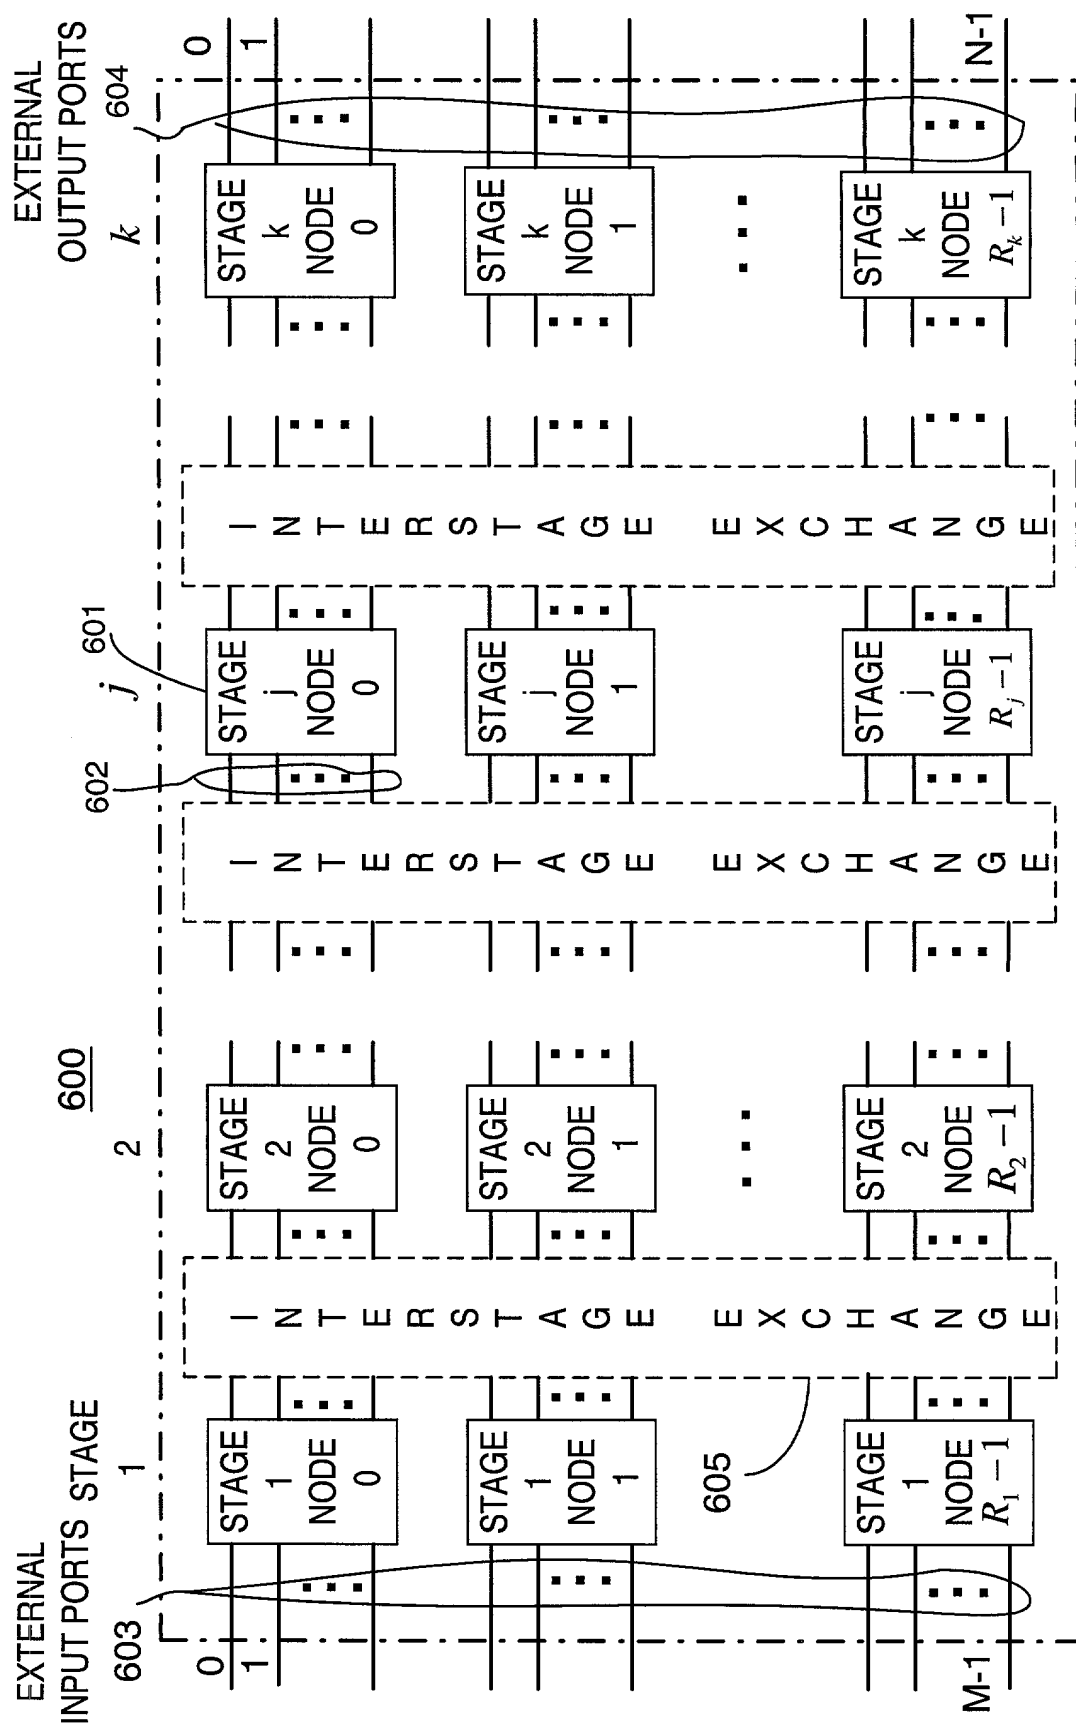 EXTERNAL
INPUT PORTS
STAGE
600
EXTERNAL
OUTPUT PORTS
1
2
j
k
603
602
601
604
605
0
1
M-1
0
1
N-1
STAGE
1
NODE
0
STAGE
1
NODE
1
STAGE
1
NODE
R₁−1
INTERSTAGE EXCHANGE
STAGE
2
NODE
0
STAGE
2
NODE
1
STAGE
2
NODE
R₂−1
INTERSTAGE EXCHANGE
STAGE
j
NODE
0
STAGE
j
NODE
1
STAGE
j
NODE
Rⱼ−1
INTERSTAGE EXCHANGE
STAGE
k
NODE
0
STAGE
k
NODE
1
STAGE
k
NODE
Rₖ−1